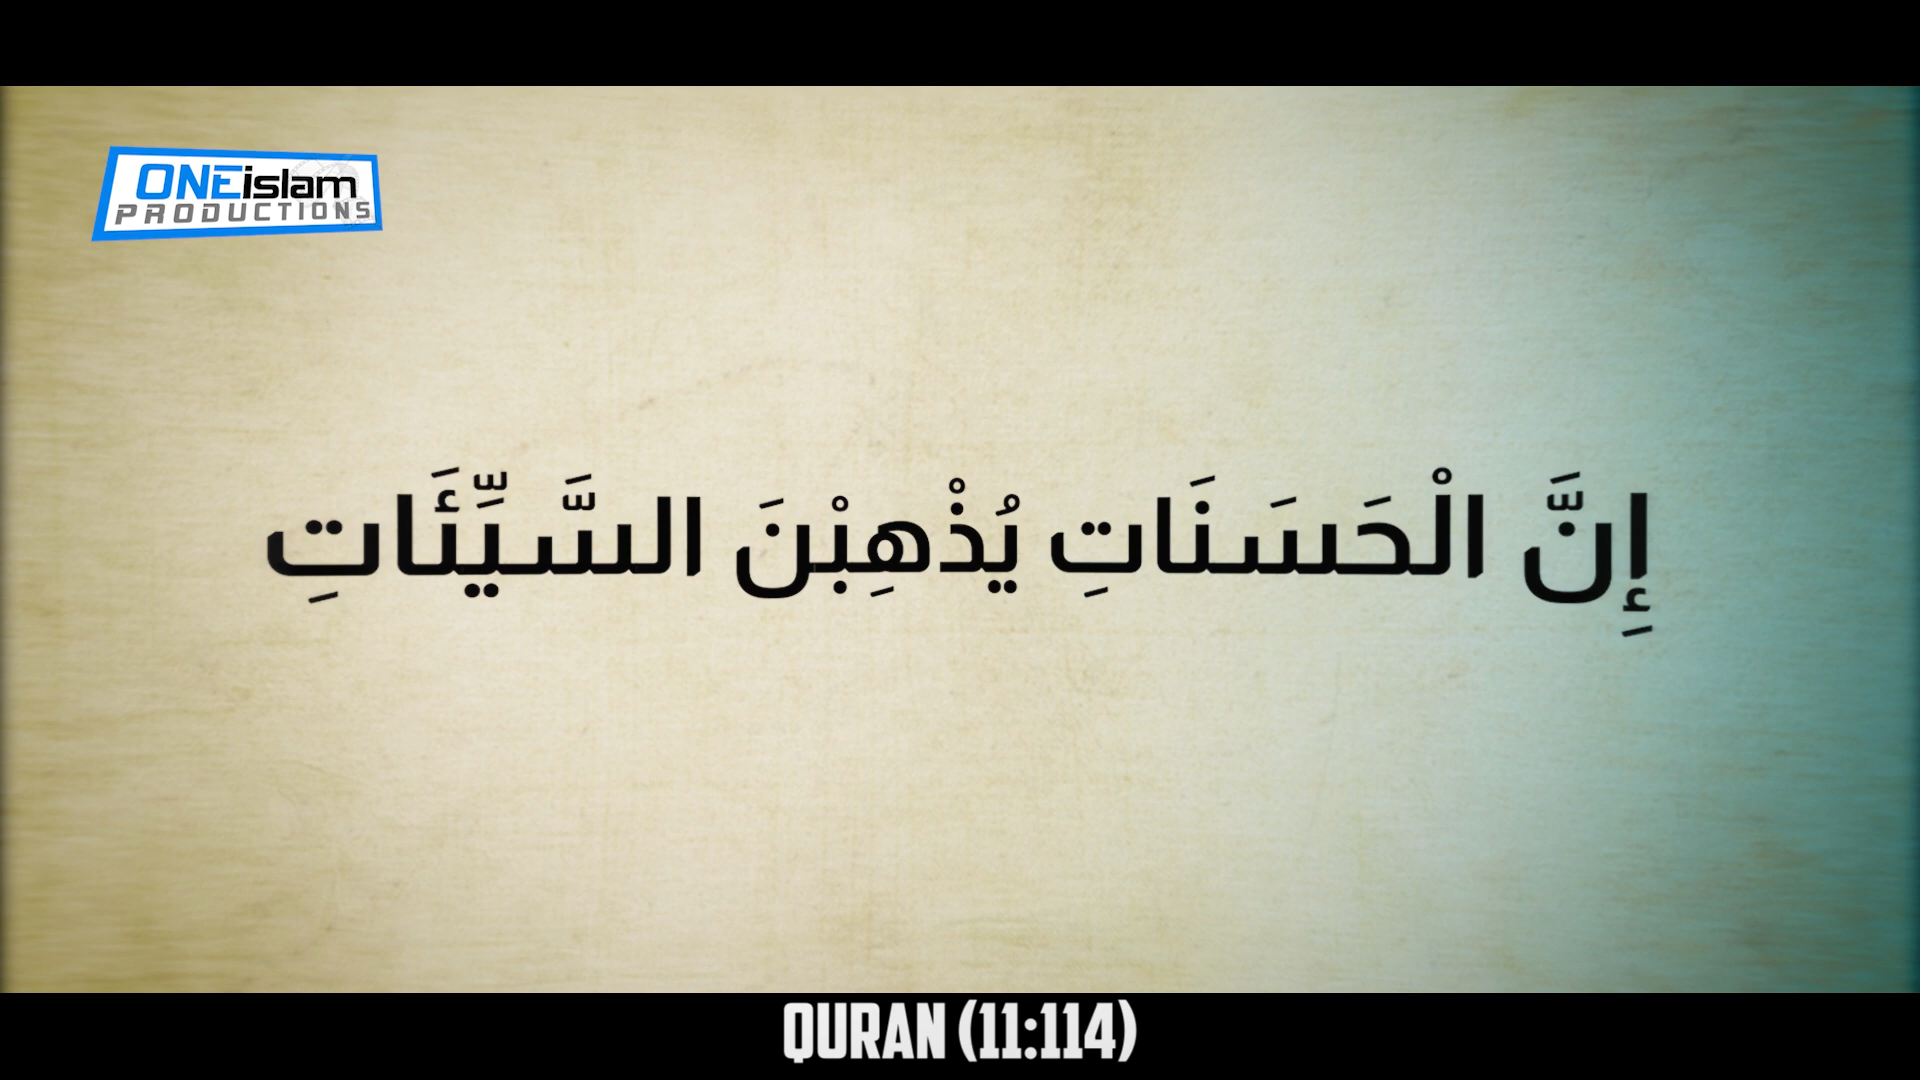 ONEislam
PRODUCTIONS
إِنَّ الْحَسَنَاتِ يُذْهِبْنَ السَّيِّئَاتِ
QURAN (11:114)